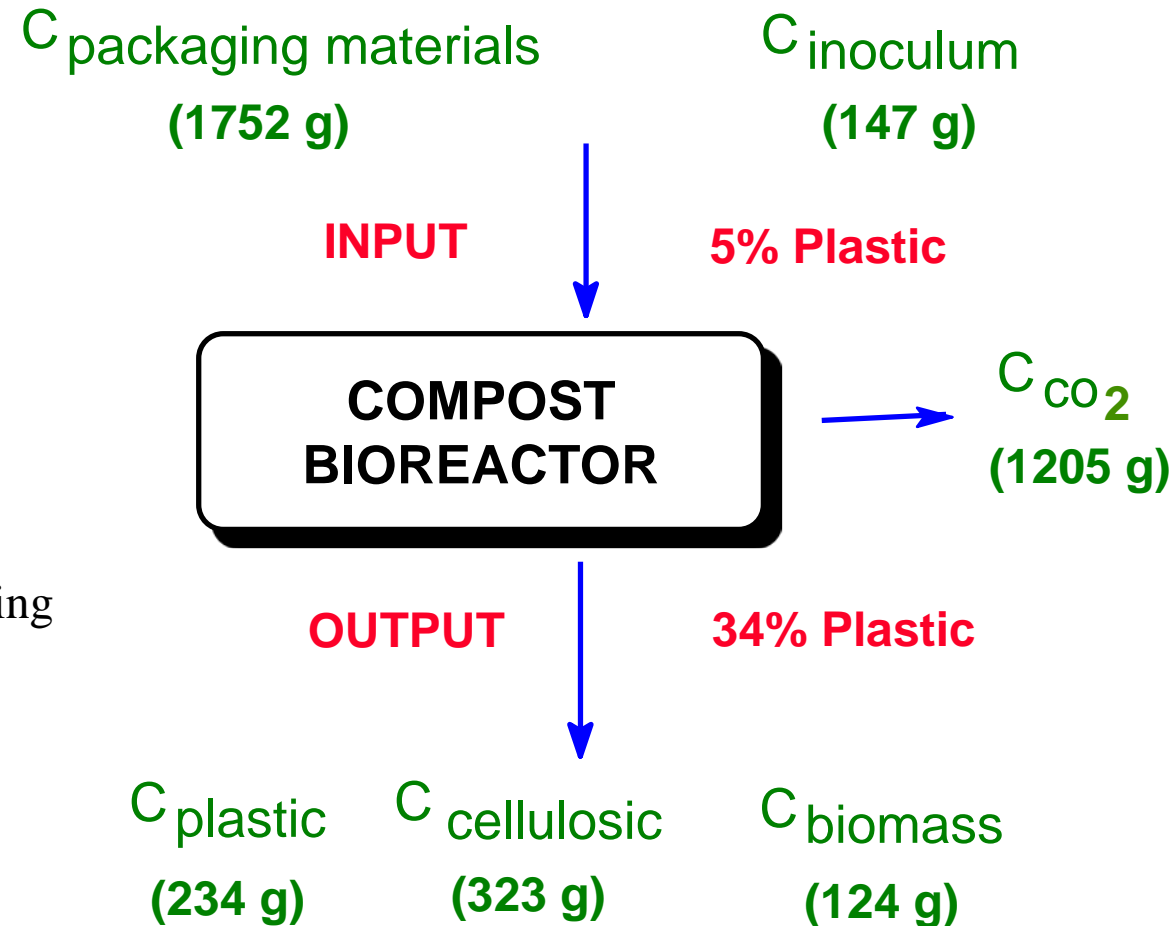 C packaging materials C inoculum
(1752 g) (147 g)
INPUT 5% Plastic
COMPOST
BIOREACTOR
C co2
(1205 g)
ing
OUTPUT 34% Plastic
C plastic C cellulosic C biomass
(234 g) (323 g) (124 g)